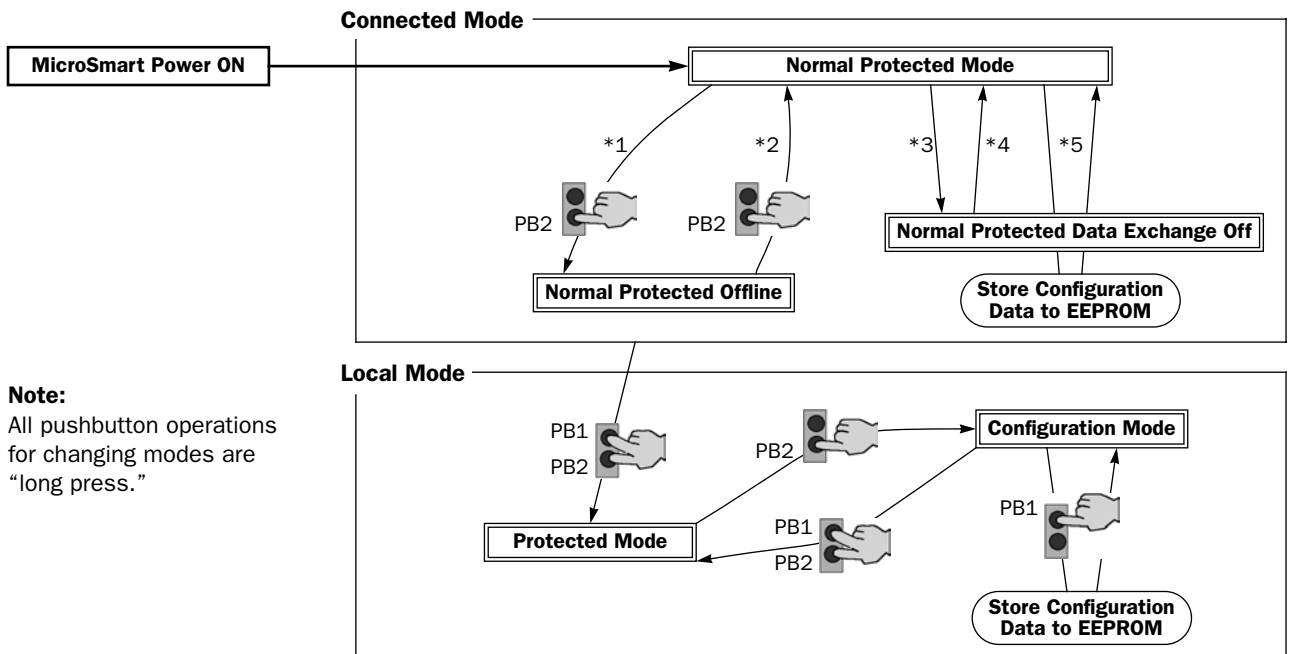 Connected Mode
MicroSmart Power ON
Normal Protected Mode
*1
*2
*3
*4
*5
PB2
PB2
Normal Protected Data Exchange Off
Normal Protected Offline
Store Configuration
Data to EEPROM
Local Mode
Note:
All pushbutton operations
for changing modes are
“long press.”
PB1
PB2
PB2
Configuration Mode
PB1
Protected Mode
PB1
PB2
Store Configuration
Data to EEPROM